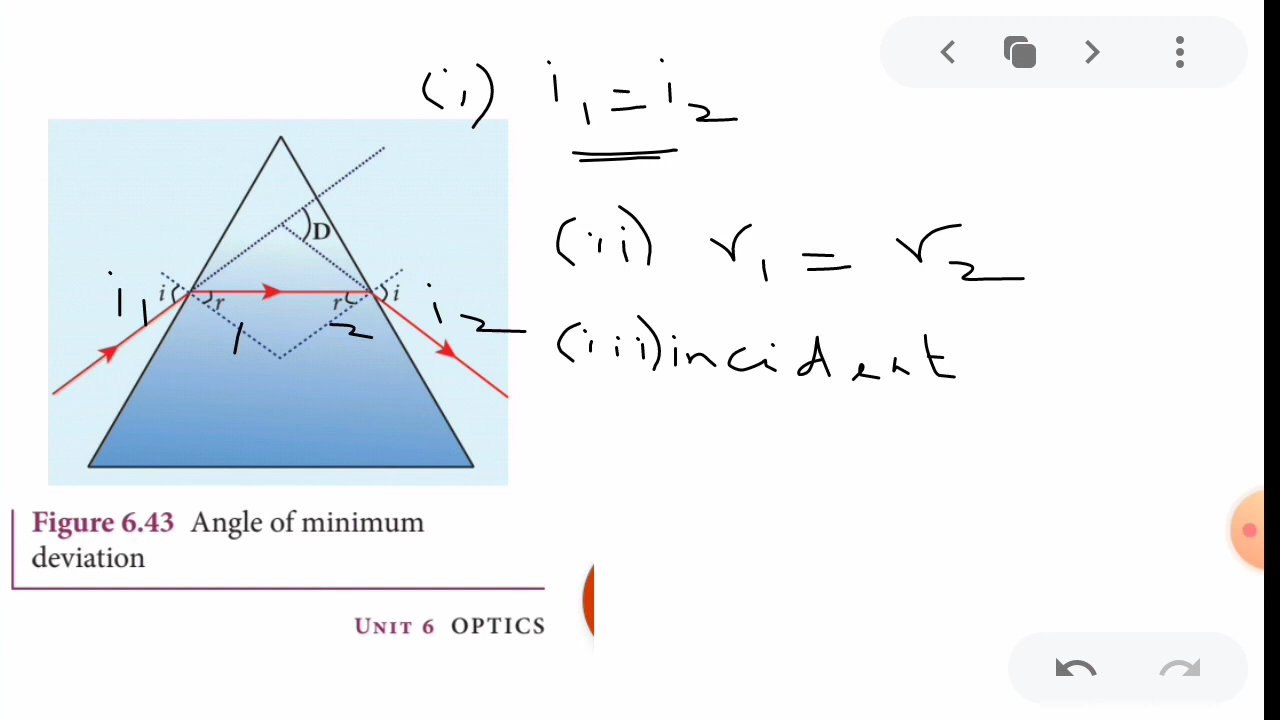 (i) i1 = i2
D
(ii) r1 = r2
i1 i r r i i2
1 2
(iii) incident
Figure 6.43 Angle of minimum
deviation
UNIT 6 OPTICS